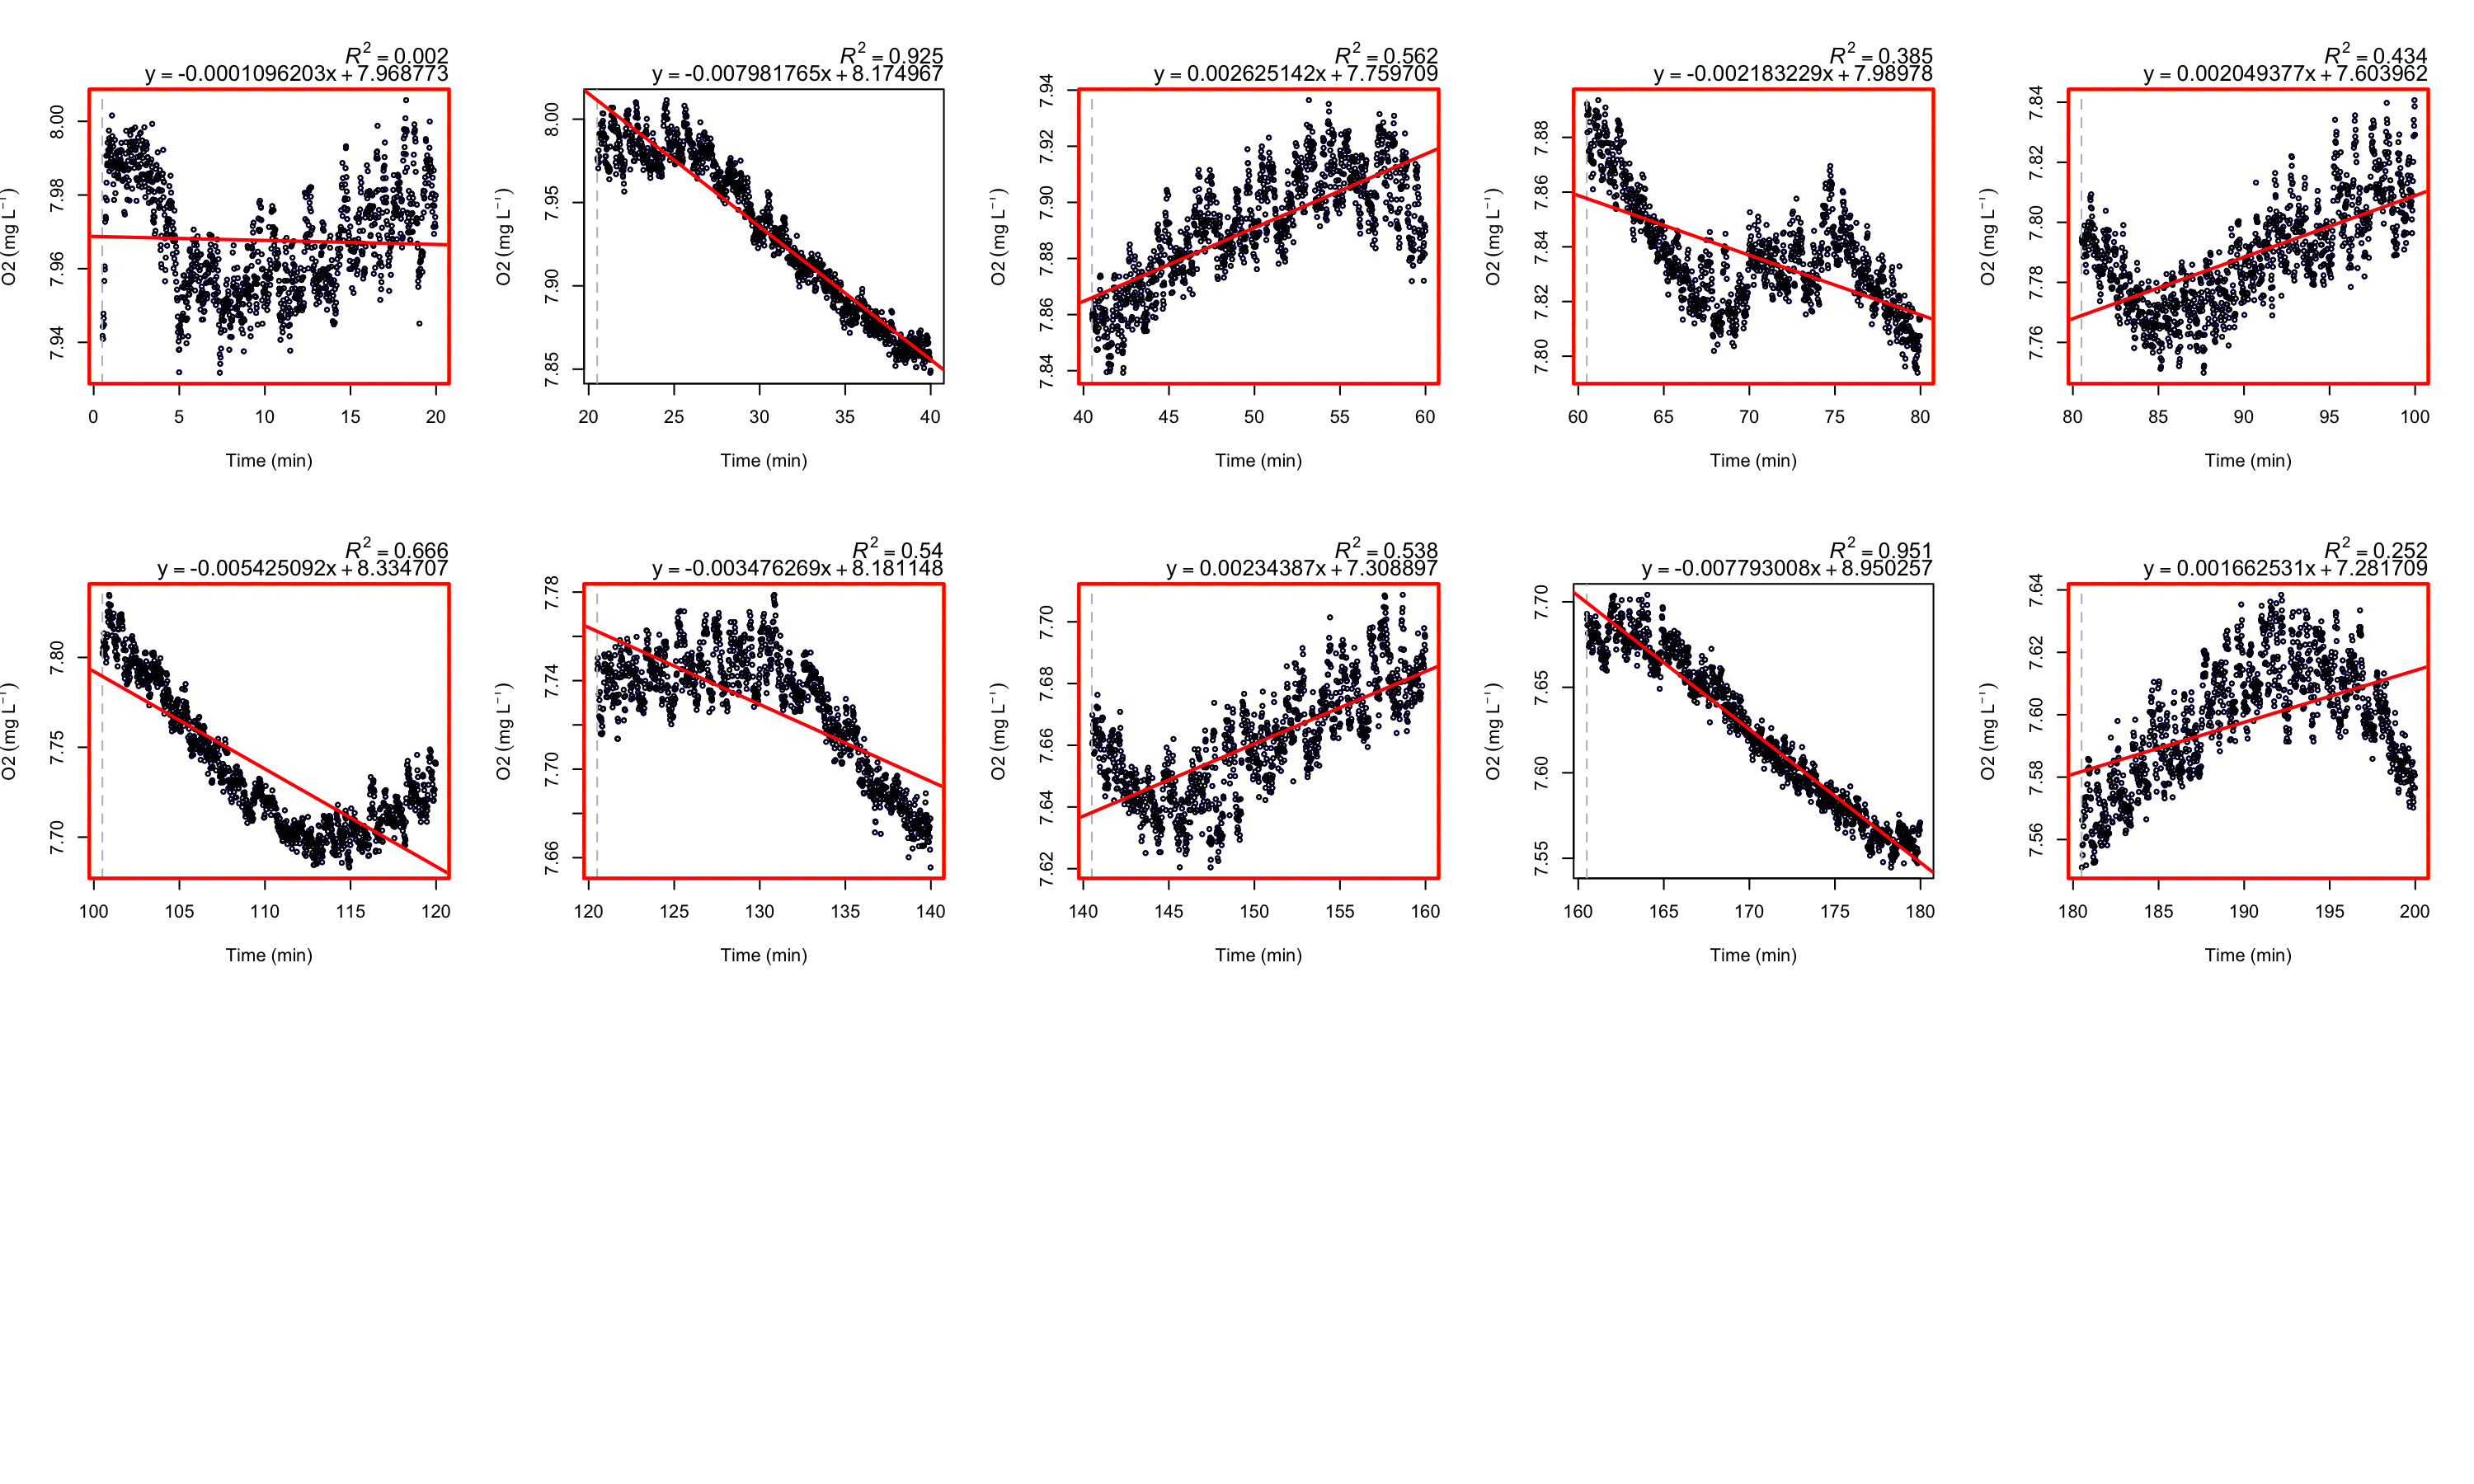 R² = 0.002
y = -0.0001096203x + 7.968773
O2 (mg L⁻¹)
8.00
7.98
7.96
7.94
0 5 10 15 20
Time (min)
R² = 0.925
y = -0.007981765x + 8.174967
O2 (mg L⁻¹)
8.00
7.95
7.90
7.85
20 25 30 35 40
Time (min)
R² = 0.562
y = 0.002625142x + 7.759709
O2 (mg L⁻¹)
7.94
7.92
7.90
7.88
7.86
7.84
40 45 50 55 60
Time (min)
R² = 0.385
y = -0.002183229x + 7.98978
O2 (mg L⁻¹)
7.88
7.86
7.84
7.82
7.80
60 65 70 75 80
Time (min)
R² = 0.434
y = 0.002049377x + 7.603962
O2 (mg L⁻¹)
7.84
7.82
7.80
7.78
7.76
80 85 90 95 100
Time (min)
R² = 0.666
y = -0.005425092x + 8.334707
O2 (mg L⁻¹)
7.80
7.75
7.70
100 105 110 115 120
Time (min)
R² = 0.54
y = -0.003476269x + 8.181148
O2 (mg L⁻¹)
7.78
7.74
7.70
7.66
120 125 130 135 140
Time (min)
R² = 0.538
y = 0.00234387x + 7.308897
O2 (mg L⁻¹)
7.70
7.68
7.66
7.64
7.62
140 145 150 155 160
Time (min)
R² = 0.951
y = -0.007793008x + 8.950257
O2 (mg L⁻¹)
7.70
7.65
7.60
7.55
160 165 170 175 180
Time (min)
R² = 0.252
y = 0.001662531x + 7.281709
O2 (mg L⁻¹)
7.64
7.62
7.60
7.58
7.56
180 185 190 195 200
Time (min)